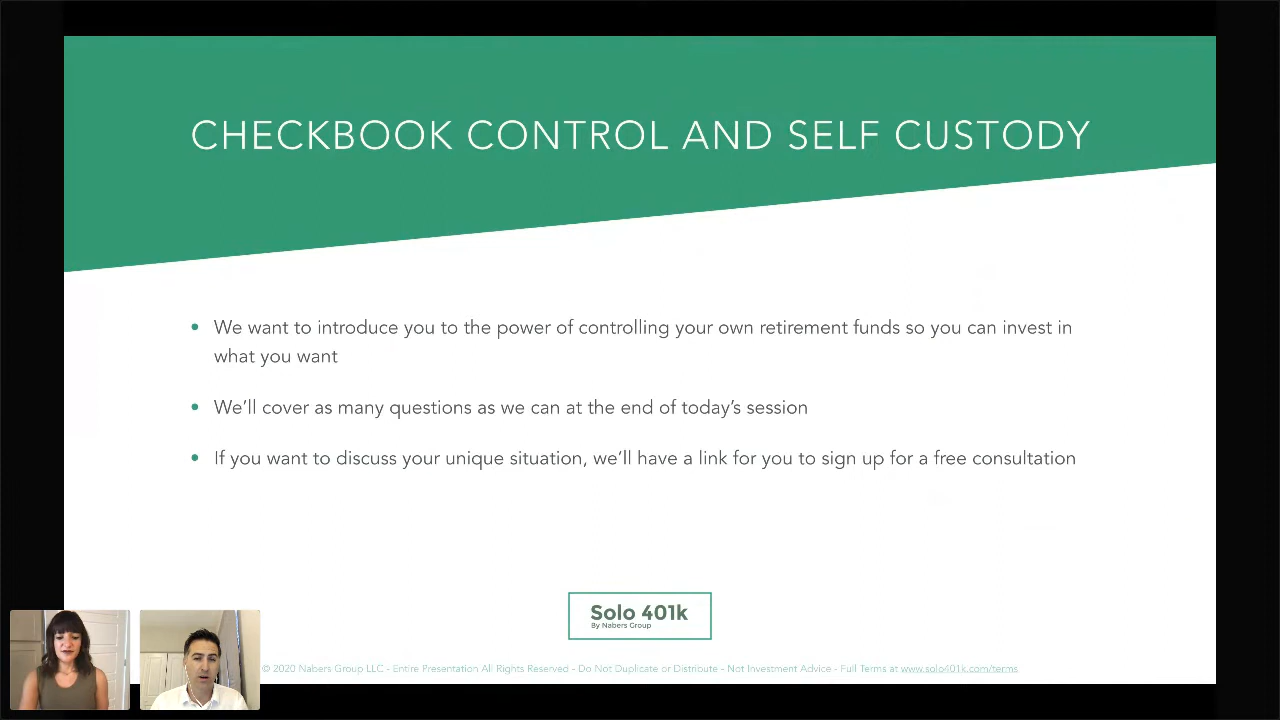 CHECKBOOK CONTROL AND SELF CUSTODY
• We want to introduce you to the power of controlling your own retirement funds so you can invest in
what you want
• We'll cover as many questions as we can at the end of today's session
• If you want to discuss your unique situation, we'll have a link for you to sign up for a free consultation
Solo 401k
By Nabers Group
© 2020 Nabers Group LLC - Entire Presentation All Rights Reserved - Do Not Duplicate or Distribute - Not Investment Advice - Full Terms at www.solo401k.com/terms